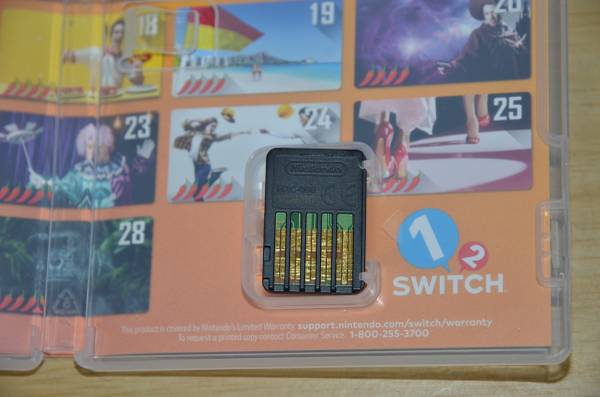 18
19
20
23
24
25
28
Nintendo
1
2
SWITCH
This product is covered by Nintendo's Limited Warranty. support.nintendo.com/switch/warranty
To request a printed copy contact Consumer Service. 1-800-255-3700